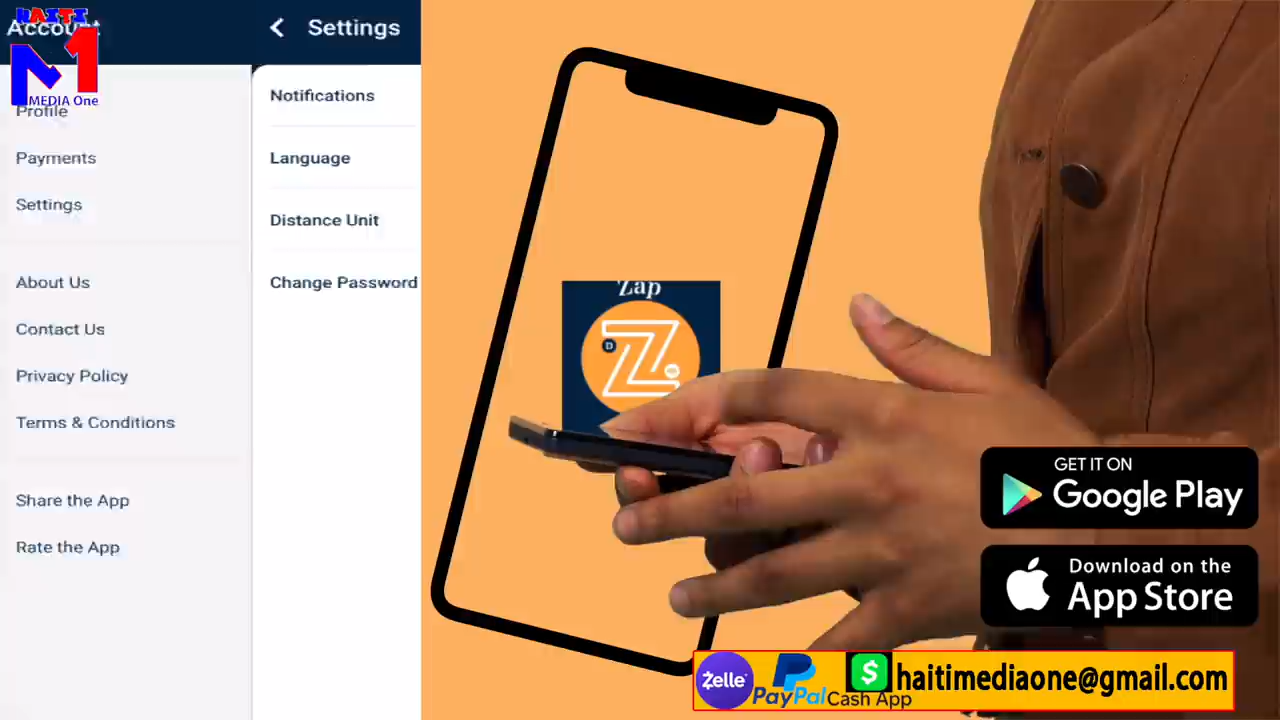 HAITI
MEDIA One
Account
Profile
Payments
Settings
About Us
Contact Us
Privacy Policy
Terms & Conditions
Share the App
Rate the App
Settings
Notifications
Language
Distance Unit
Change Password
Zap
D
Z
GET IT ON
Google Play
Download on the
App Store
Zelle
PayPal
$
Cash App
haitimediaone@gmail.com